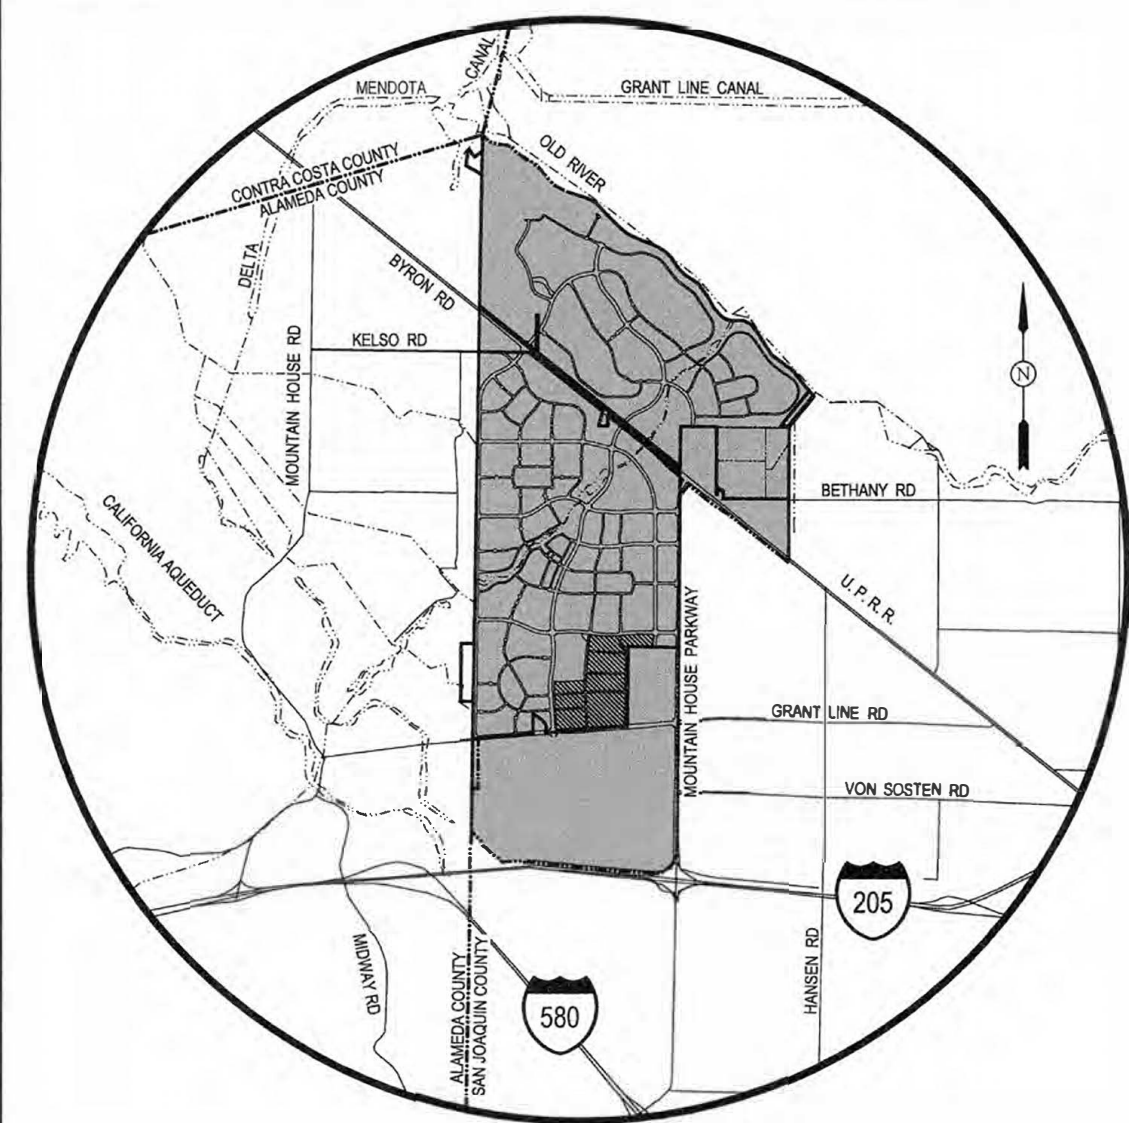 CANAL
MENDOTA
GRANT LINE CANAL
OLD RIVER
CONTRA COSTA COUNTY
ALAMEDA COUNTY
DELTA
BYRON RD
MOUNTAIN HOUSE RD
KELSO RD
N
CALIFORNIA AQUEDUCT
BETHANY RD
U.P.R.R.
MOUNTAIN HOUSE PARKWAY
GRANT LINE RD
VON SOSTEN RD
205
MIDWAY RD
ALAMEDA COUNTY
SAN JOAQUIN COUNTY
580
HANSEN RD